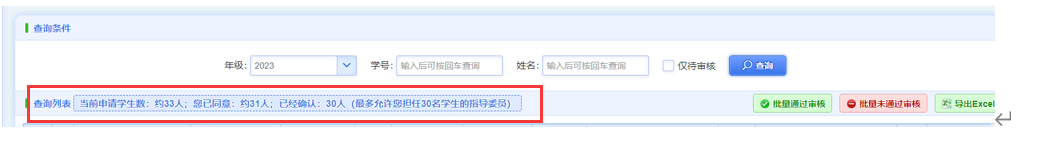 查询条件
年级： 2023 学号： 输入后可按回车查询 姓名： 输入后可按回车查询 仅待审核 查询
查询列表 当前申请学生数：约33人；您已同意：约31人；已经确认：30人（最多允许您担任30名学生的指导委员） 批量通过审核 批量未通过审核 导出Excel